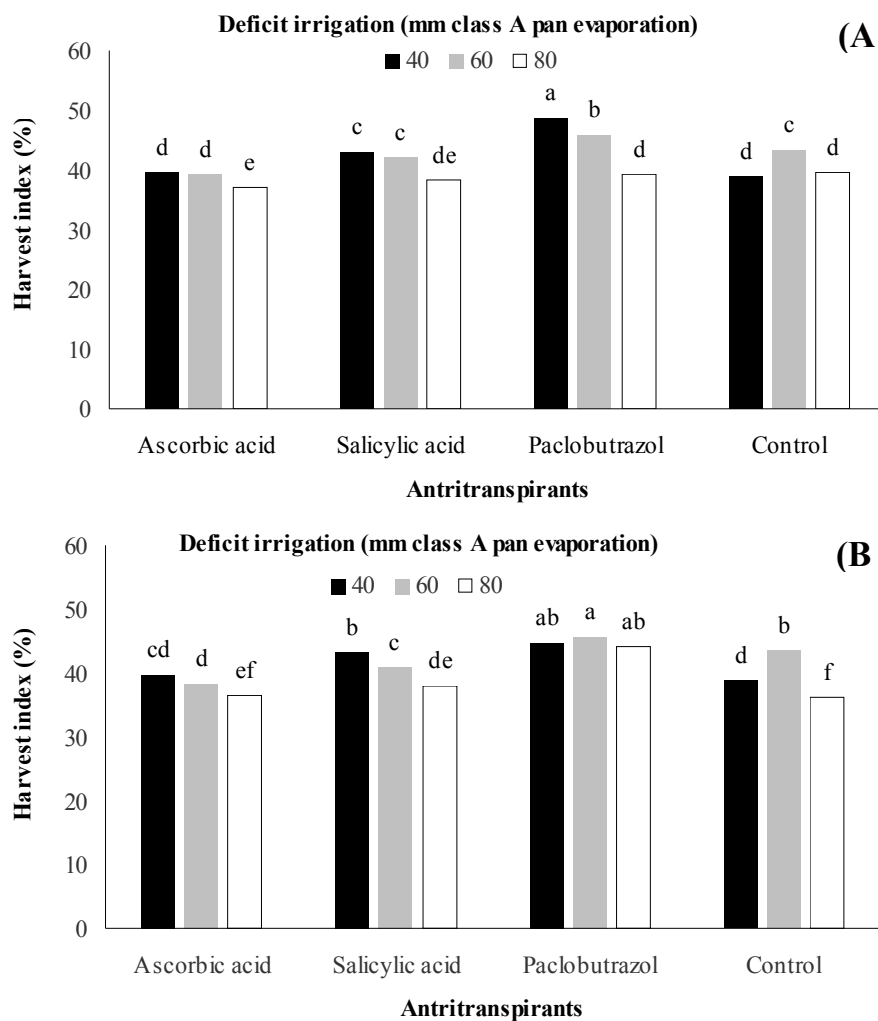 Deficit irrigation (mm class A pan evaporation)
(A
40 60 80
Harvest index (%)
60
50
40
30
20
10
0
d d e c c de a b d d c d
Ascorbic acid Salicylic acid Paclobutrazol Control
Antritranspirants
Deficit irrigation (mm class A pan evaporation)
(B
40 60 80
Harvest index (%)
60
50
40
30
20
10
0
cd d ef b c de ab a ab d b f
Ascorbic acid Salicylic acid Paclobutrazol Control
Antritranspirants